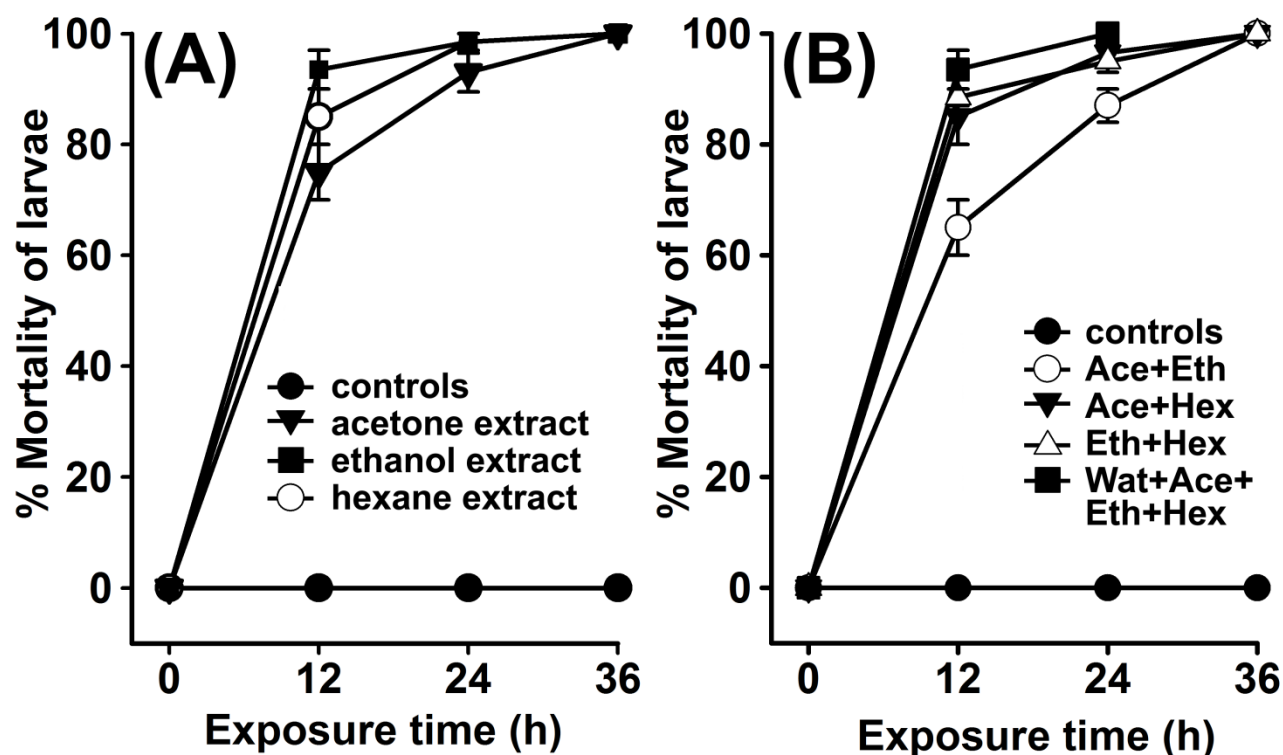 (A)
% Mortality of larvae
100
80
60
40
20
0
controls
acetone extract
ethanol extract
hexane extract
0 12 24 36
Exposure time (h)
(B)
% Mortality of larvae
100
80
60
40
20
0
controls
Ace+Eth
Ace+Hex
Eth+Hex
Wat+Ace+
Eth+Hex
0 12 24 36
Exposure time (h)